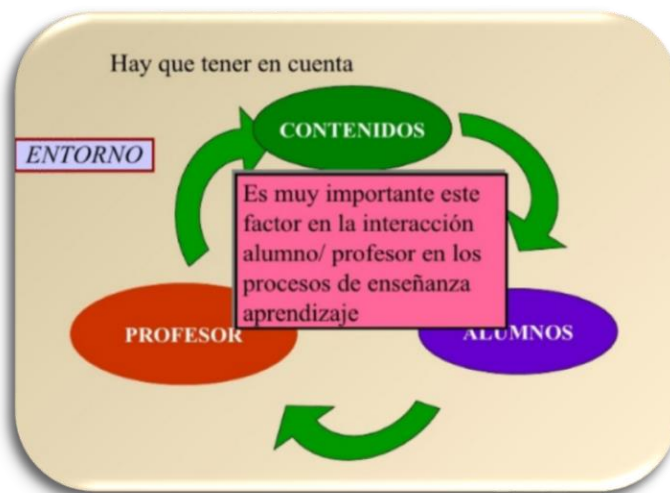 Hay que tener en cuenta
CONTENIDOS
ENTORNO
Es muy importante este
factor en la interacción
alumno/ profesor en los
procesos de enseñanza
aprendizaje
PROFESOR
ALUMNOS